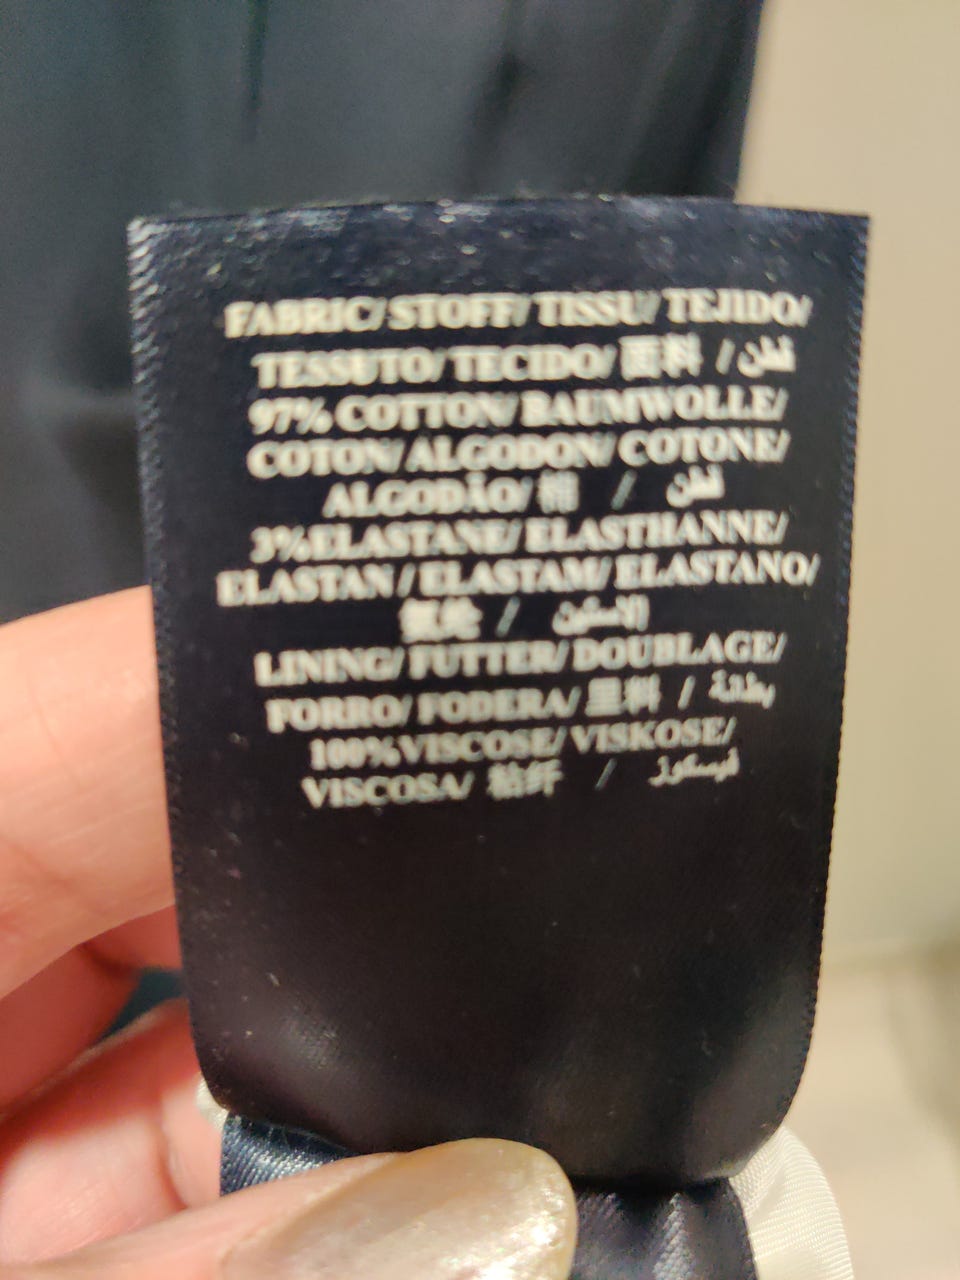 FABRIC/ STOFF/ TISSU/ TEJIDO/
TESSUTO/ TECIDO/ 面料 / قطن
97% COTTON/ BAUMWOLLE/
COTON/ ALGODON/ COTONE/
ALGODÃO/ 棉 / قطن
3%ELASTANE/ ELASTHANNE/
ELASTAN / ELASTAM/ ELASTANO/
氨纶 /
LINING/ FUTTER/ DOUBLAGE/
FORRO/ FODERA/ 里料 / بطانة
100%VISCOSE/ VISKOSE/
VISCOSA/ 粘纤 / فيسكوز